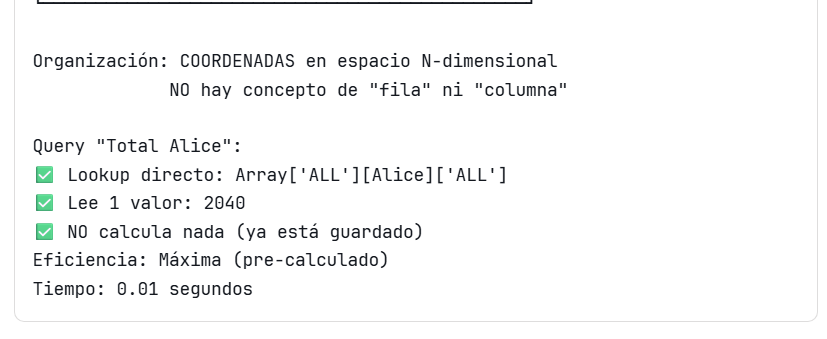 Organización: COORDENADAS en espacio N-dimensional
NO hay concepto de "fila" ni "columna"
Query "Total Alice":
✅ Lookup directo: Array['ALL'][Alice]['ALL']
✅ Lee 1 valor: 2040
✅ NO calcula nada (ya está guardado)
Eficiencia: Máxima (pre-calculado)
Tiempo: 0.01 segundos